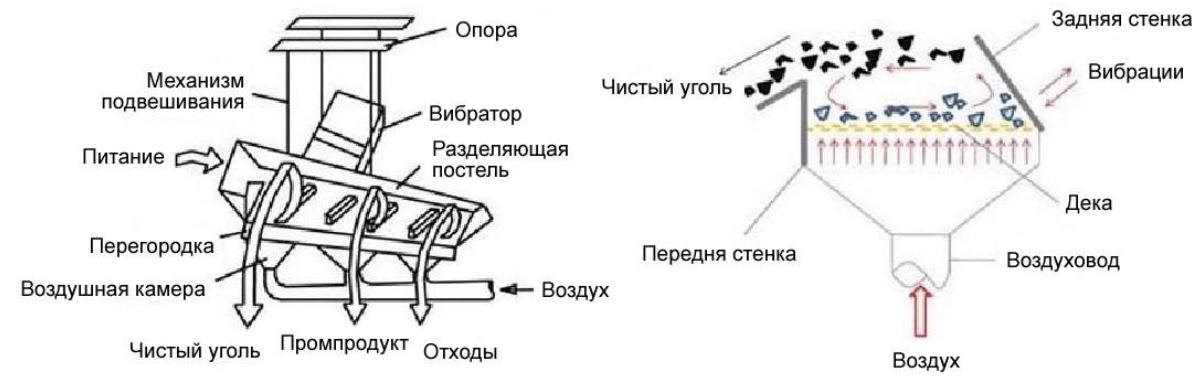 Опора
Механизм
подвешивания
Вибратор
Питание
Разделяющая
постель
Перегородка
Воздушная камера
Воздух
Чистый уголь
Промпродукт
Отходы
Задняя стенка
Чистый уголь
Вибрации
Дека
Передня стенка
Воздуховод
Воздух